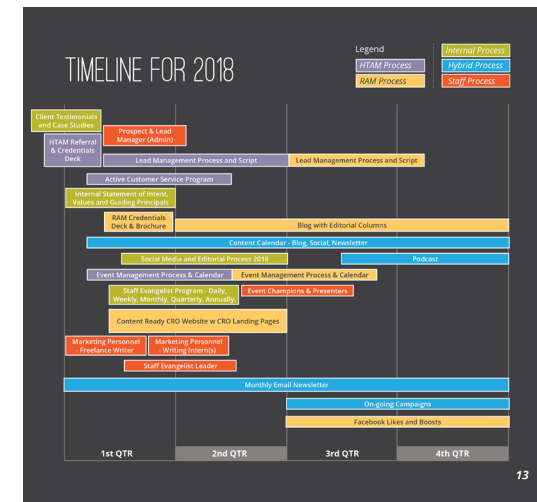 TIMELINE FOR 2018
Legend
HTAM Process
RAM Process
Internal Process
Hybrid Process
Staff Process
Client Testimonials
and Case Studies
Prospect & Lead
Manager (Admin)
HTAM Referral
& Credentials
Deck
Lead Management Process and Script
Lead Management Process and Script
Active Customer Service Program
Internal Statement of Intent,
Values and Guiding Principals
RAM Credentials
Deck & Brochure
Blog with Editorial Columns
Content Calendar - Blog, Social, Newsletter
Social Media and Editorial Process 2018
Podcast
Event Management Process & Calendar
Event Management Process & Calendar
Staff Evangelist Program - Daily,
Weekly, Monthly, Quarterly, Annually.
Event Champions & Presenters
Content Ready CRO Website w CRO Landing Pages
Marketing Personnel
- Freelance Writer
Marketing Personnel
- Writing Intern(s)
Staff Evangelist Leader
Monthly Email Newsletter
On-going Campaigns
Facebook Likes and Boosts
1st QTR
2nd QTR
3rd QTR
4th QTR
13